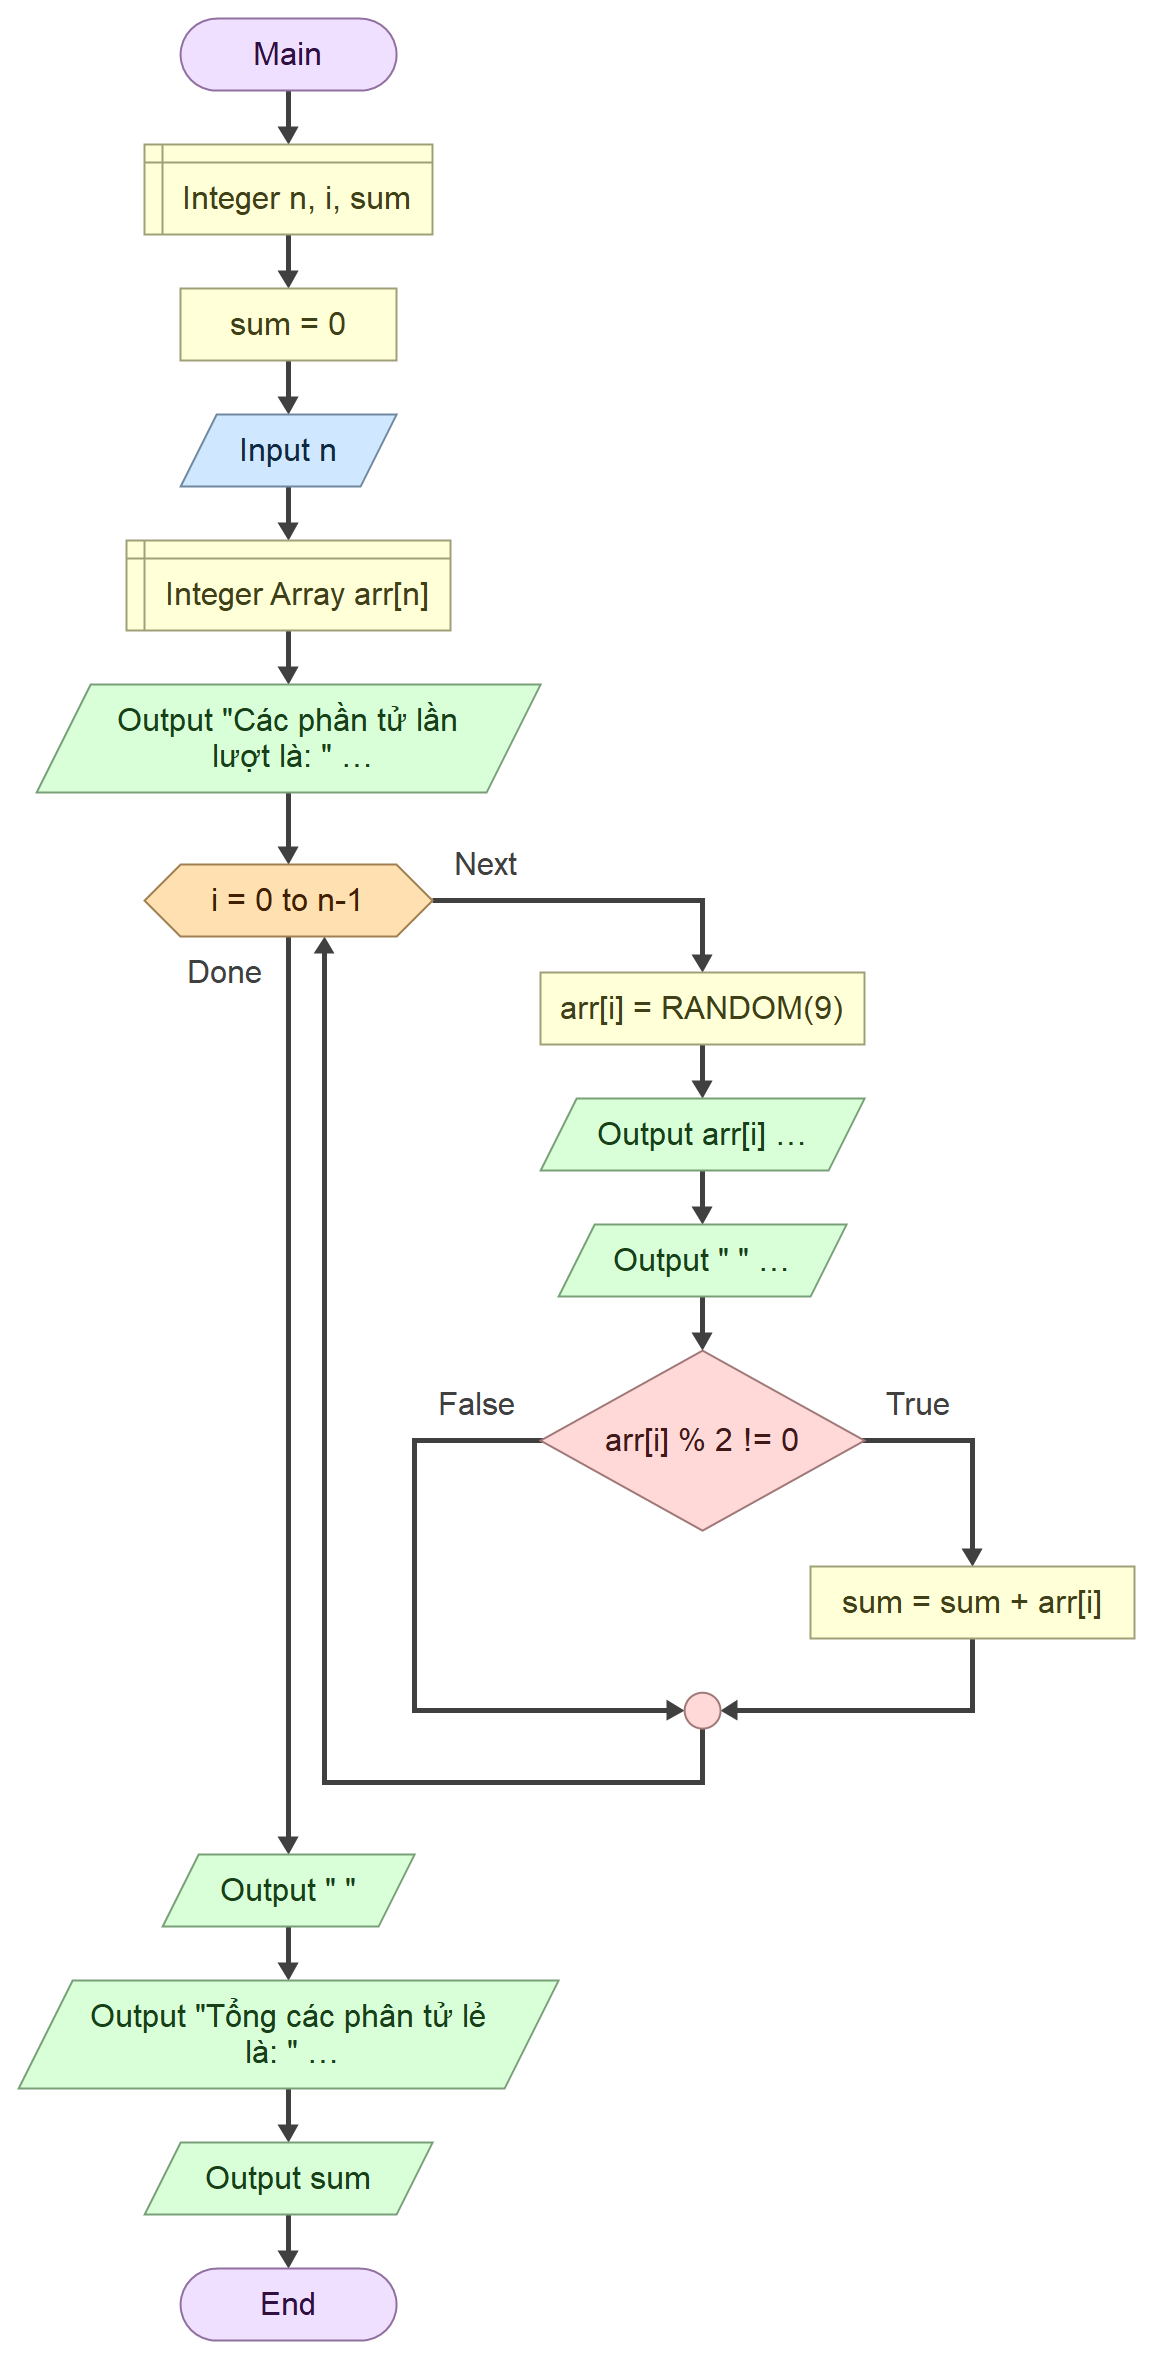 Main
Integer n, i, sum
sum = 0
Input n
Integer Array arr[n]
Output "Các phần tử lần
lượt là: " …
i = 0 to n-1
Next
Done
arr[i] = RANDOM(9)
Output arr[i] …
Output " " …
False
True
arr[i] % 2 != 0
sum = sum + arr[i]
Output " "
Output "Tổng các phân tử lẻ
là: " …
Output sum
End